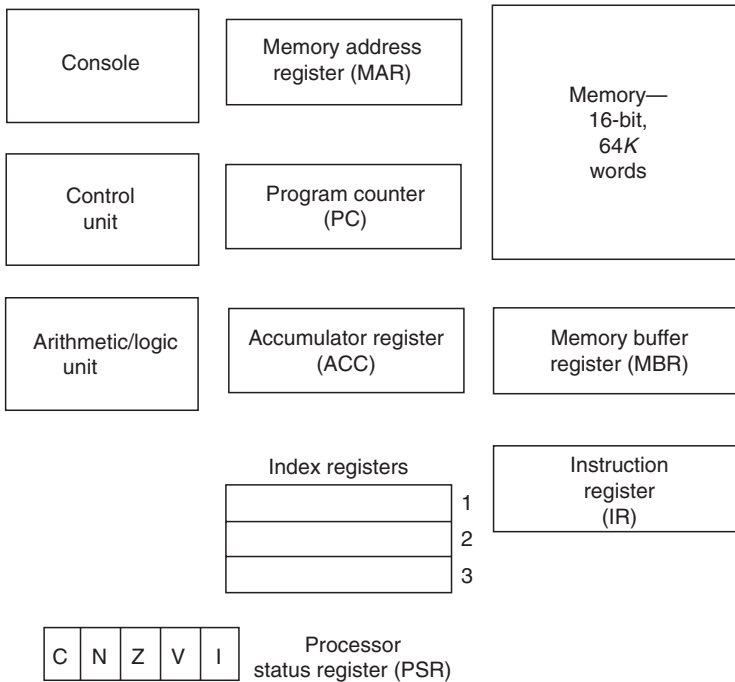 Console
Memory address
register (MAR)
Memory—
16-bit,
64K
words
Control
unit
Program counter
(PC)
Arithmetic/logic
unit
Accumulator register
(ACC)
Memory buffer
register (MBR)
Index registers
1
2
3
Instruction
register
(IR)
C N Z V I
Processor
status register (PSR)